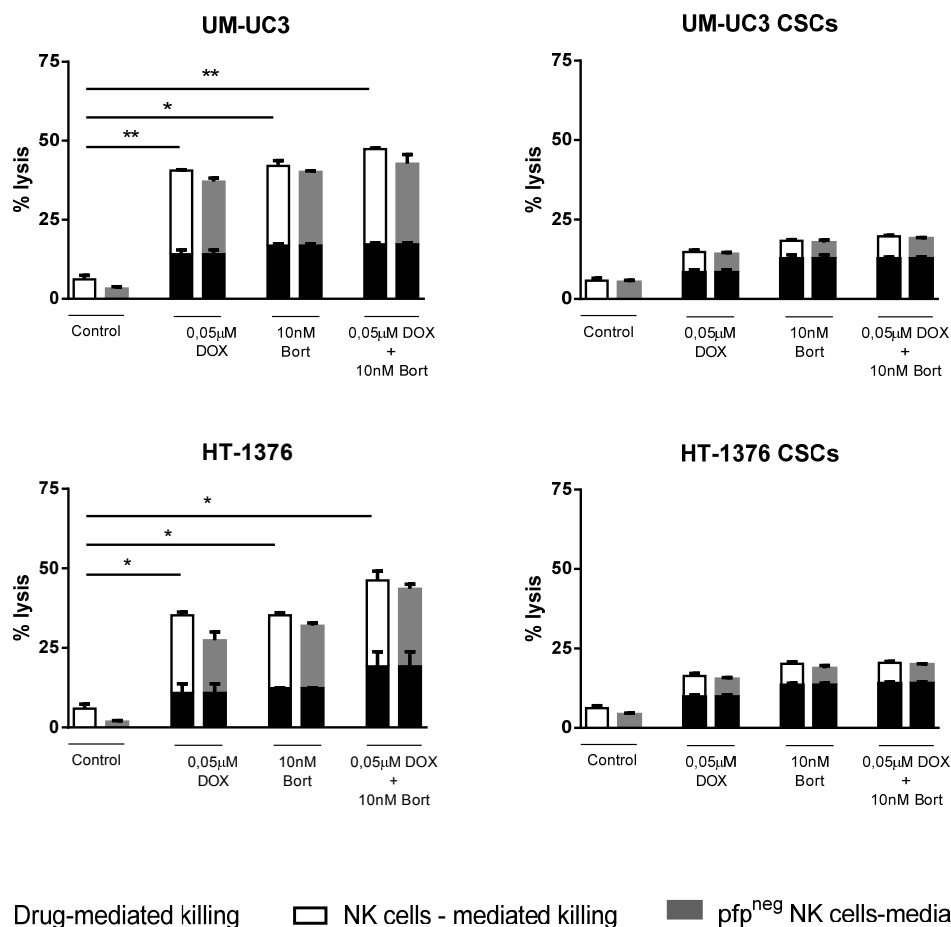 UM-UC3
75
50
25
0
% lysis
**
*
**
Control
0,05µM
DOX
10nM
Bort
0,05µM DOX
+
10nM Bort
UM-UC3 CSCs
75
50
25
0
% lysis
Control
0,05µM
DOX
10nM
Bort
0,05µM DOX
+
10nM Bort
HT-1376
75
50
25
0
% lysis
*
*
*
Control
0,05µM
DOX
10nM
Bort
0,05µM DOX
+
10nM Bort
HT-1376 CSCs
75
50
25
0
% lysis
Control
0,05µM
DOX
10nM
Bort
0,05µM DOX
+
10nM Bort
Drug-mediated killing NK cells - mediated killing pfpneg NK cells-media